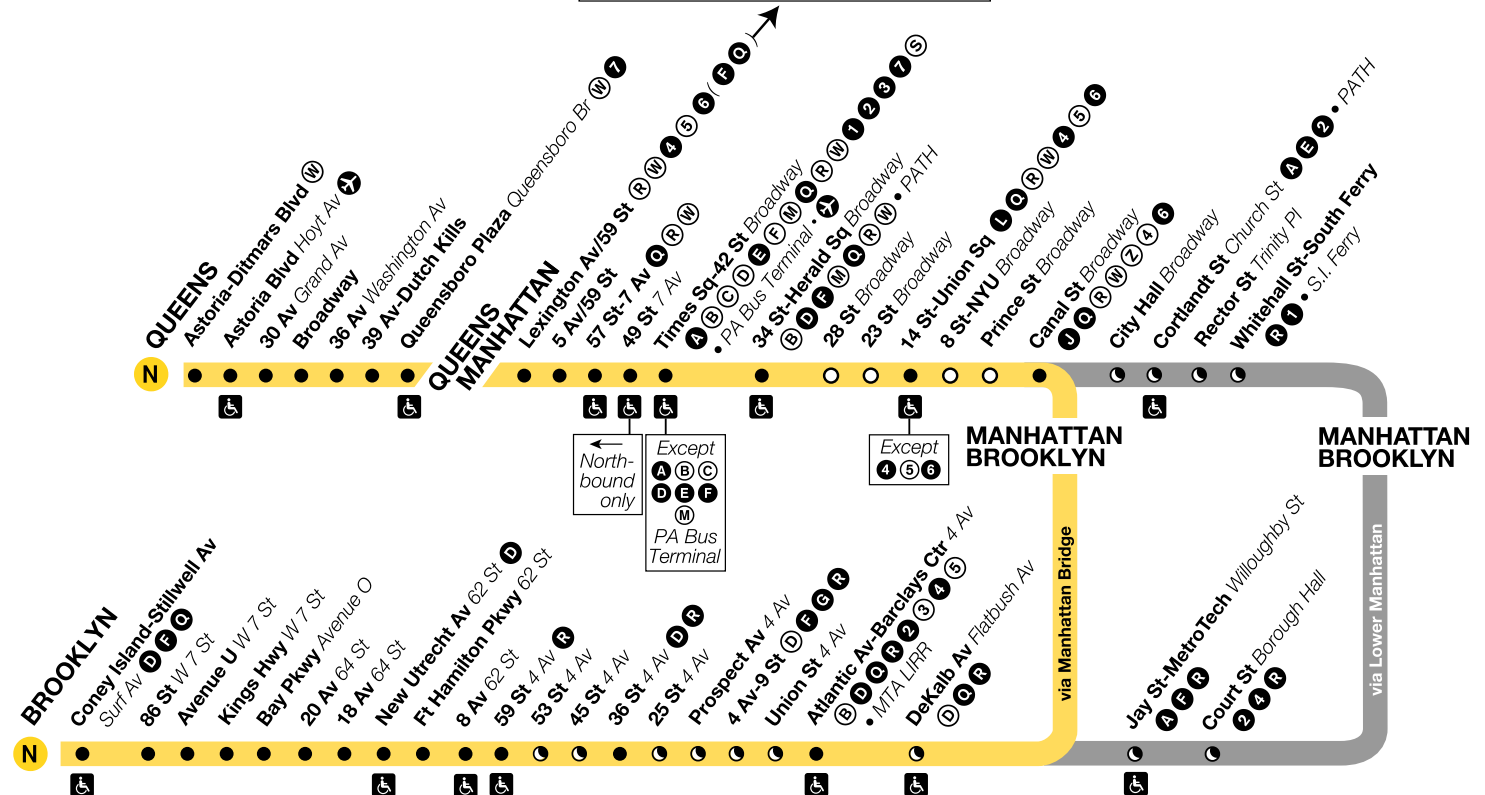 QUEENS
Astoria-Ditmars Blvd W
Astoria Blvd Hoyt Av
30 Av Grand Av
Broadway
36 Av Washington Av
39 Av-Dutch Kills
Queensboro Plaza Queensboro Br W 7
QUEENS
MANHATTAN
Lexington Av/59 St R W 4 5 6 ( F Q )
5 Av/59 St
57 St-7 Av Q R W
49 St 7 Av
Times Sq-42 St Broadway
A B C D E F M Q R W 1 2 3 7 S
• PA Bus Terminal •
34 St-Herald Sq Broadway
B D F M Q R W • PATH
28 St Broadway
23 St Broadway
14 St-Union Sq L Q R W 4 5 6
8 St-NYU Broadway
Prince St Broadway
Canal St Broadway
J Q R W Z 4 6
City Hall Broadway
Cortlandt St Church St A E 2 • PATH
Rector St Trinity Pl
Whitehall St-South Ferry
R 1 • S.I. Ferry
N
North-
bound
only
Except
A B C
D E F
M
PA Bus
Terminal
Except
4 5 6
MANHATTAN
BROOKLYN
MANHATTAN
BROOKLYN
via Manhattan Bridge
via Lower Manhattan
BROOKLYN
Coney Island-Stillwell Av
Surf Av D F Q
86 St W 7 St
Avenue U W 7 St
Kings Hwy W 7 St
Bay Pkwy Avenue O
20 Av 64 St
18 Av 64 St
New Utrecht Av 62 St D
Ft Hamilton Pkwy 62 St
8 Av 62 St
59 St 4 Av R
53 St 4 Av
45 St 4 Av
36 St 4 Av D R
25 St 4 Av
Prospect Av 4 Av
4 Av-9 St D F G R
Union St 4 Av
Atlantic Av-Barclays Ctr 4 Av
B D Q R 2 3 4 5
• MTA LIRR
DeKalb Av Flatbush Av
D Q R
Jay St-MetroTech Willoughby St
A F R
Court St Borough Hall
2 4 R
N